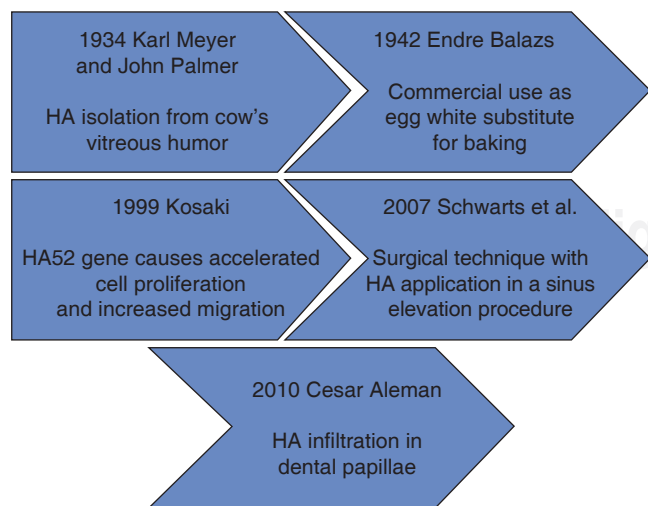 1934 Karl Meyer
and John Palmer
HA isolation from cow's
vitreous humor
1942 Endre Balazs
Commercial use as
egg white substitute
for baking
1999 Kosaki
HA52 gene causes accelerated
cell proliferation
and increased migration
2007 Schwarts et al.
Surgical technique with
HA application in a sinus
elevation procedure
2010 Cesar Aleman
HA infiltration in
dental papillae